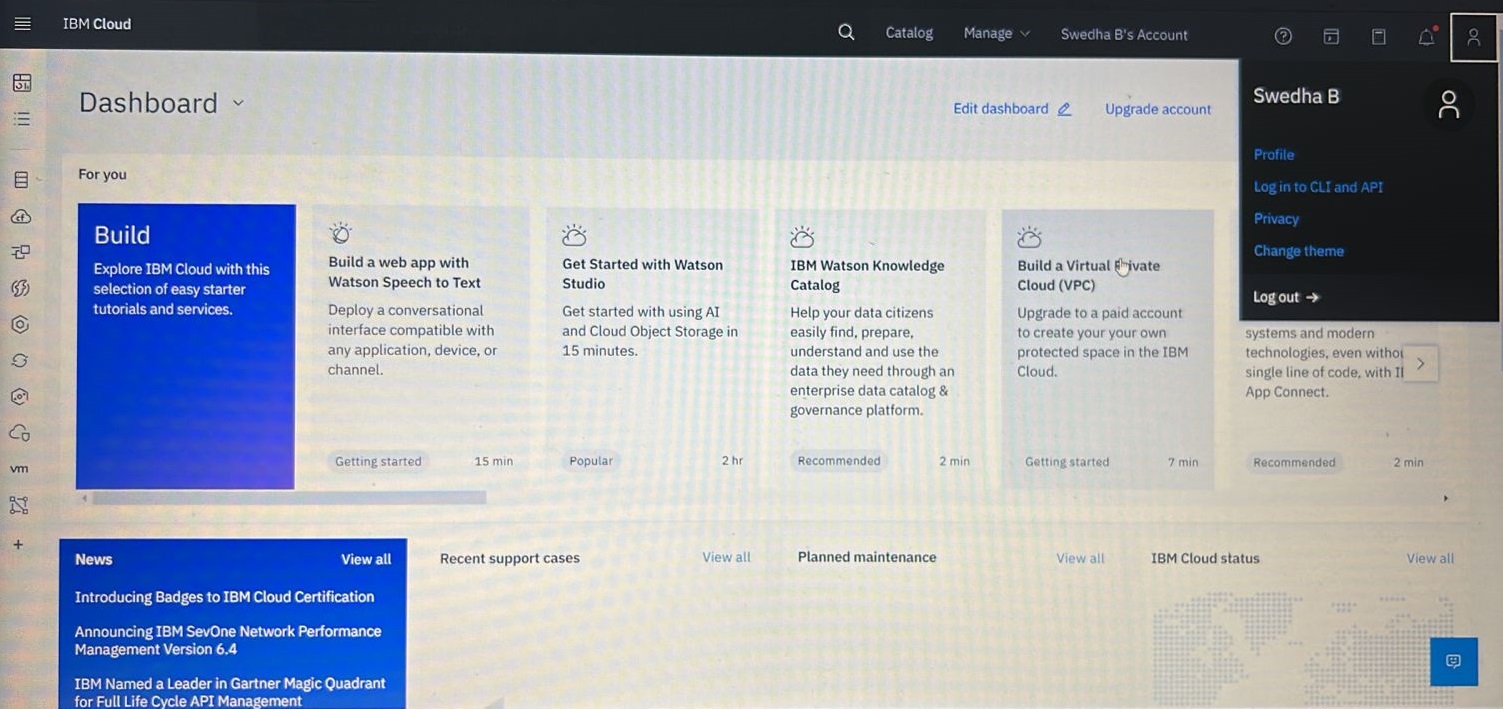 IBM Cloud
Catalog
Manage
Swedha B's Account
Dashboard
Edit dashboard
Upgrade account
Swedha B
Profile
Log in to CLI and API
Privacy
Change theme
Log out
For you
Build
Explore IBM Cloud with this
selection of easy starter
tutorials and services.
Build a web app with
Watson Speech to Text
Deploy a conversational
interface compatible with
any application, device, or
channel.
Getting started
15 min
Get Started with Watson
Studio
Get started with using AI
and Cloud Object Storage in
15 minutes.
Popular
2 hr
IBM Watson Knowledge
Catalog
Help your data citizens
easily find, prepare,
understand and use the
data they need through an
enterprise data catalog &
governance platform.
Recommended
2 min
Build a Virtual Private
Cloud (VPC)
Upgrade to a paid account
to create your your own
protected space in the IBM
Cloud.
Getting started
7 min
systems and modern
technologies, even
single line of code, with
App Connect.
Recommended
2 min
vm
News
View all
Introducing Badges to IBM Cloud Certification
Announcing IBM SevOne Network Performance
Management Version 6.4
IBM Named a Leader in Gartner Magic Quadrant
for Full Life Cycle API Management
Recent support cases
View all
Planned maintenance
View all
IBM Cloud status
View all